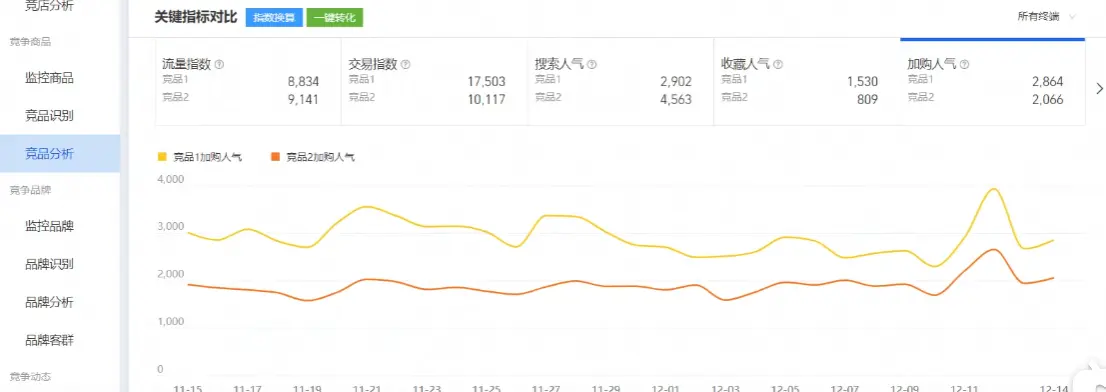 竞店分析
竞争商品
监控商品
竞品识别
竞品分析
竞争品牌
监控品牌
品牌识别
品牌分析
品牌客群
竞争动态
关键指标对比 指数换算 一键转化 所有终端
流量指数 交易指数 搜索人气 收藏人气 加购人气
竞品1 8,834 竞品1 17,503 竞品1 2,902 竞品1 1,530 竞品1 2,864
竞品2 9,141 竞品2 10,117 竞品2 4,563 竞品2 809 竞品2 2,066
竞品1加购人气 竞品2加购人气
4,000
3,000
2,000
1,000
0
11-15 11-17 11-19 11-21 11-23 11-25 11-27 11-29 12-01 12-03 12-05 12-07 12-09 12-11 12-14